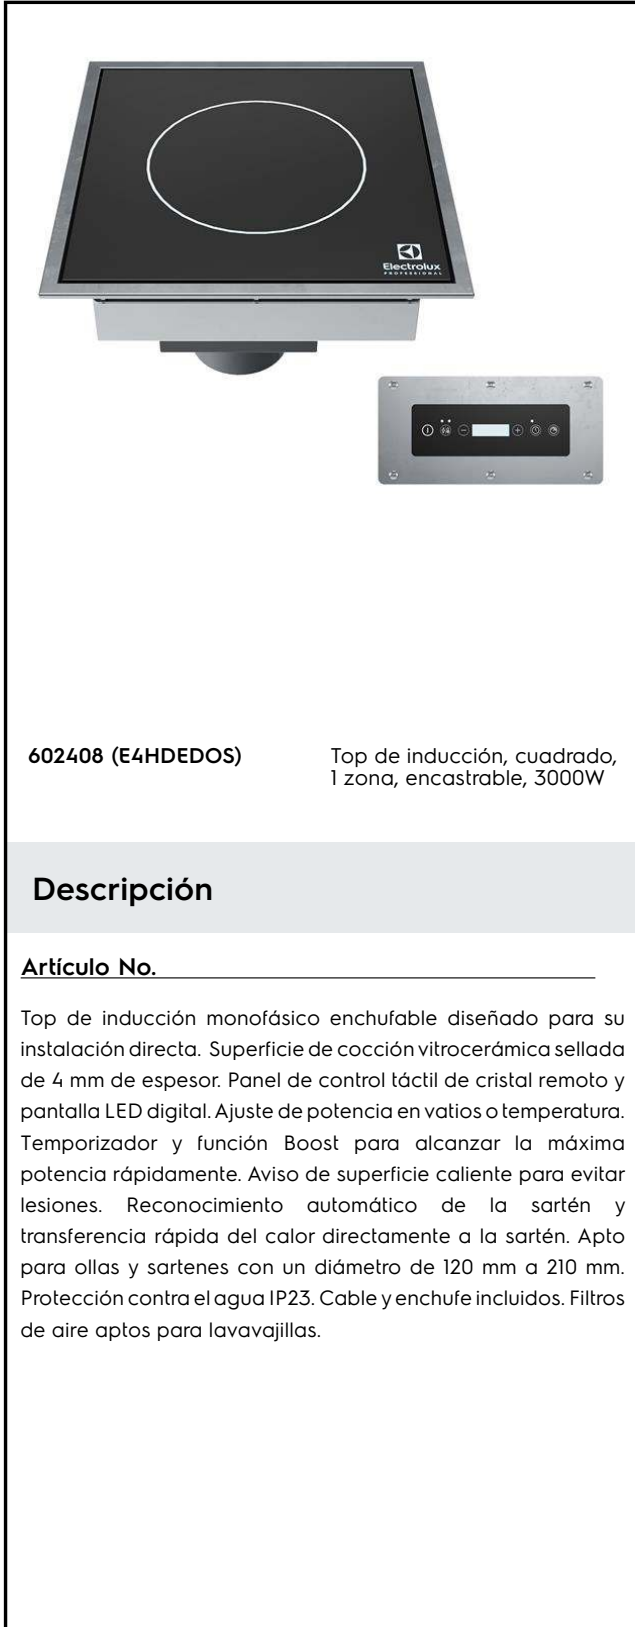 Electrolux
PROFESSIONAL
602408 (E4HDEDOS)
Top de inducción, cuadrado,
1 zona, encastrable, 3000W
Descripción
Artículo No.
Top de inducción monofásico enchufable diseñado para su
instalación directa. Superficie de cocción vitrocerámica sellada
de 4 mm de espesor. Panel de control táctil de cristal remoto y
pantalla LED digital. Ajuste de potencia en vatios o temperatura.
Temporizador y función Boost para alcanzar la máxima
potencia rápidamente. Aviso de superficie caliente para evitar
lesiones. Reconocimiento automático de la sartén y
transferencia rápida del calor directamente a la sartén. Apto
para ollas y sartenes con un diámetro de 120 mm a 210 mm.
Protección contra el agua IP23. Cable y enchufe incluidos. Filtros
de aire aptos para lavavajillas.